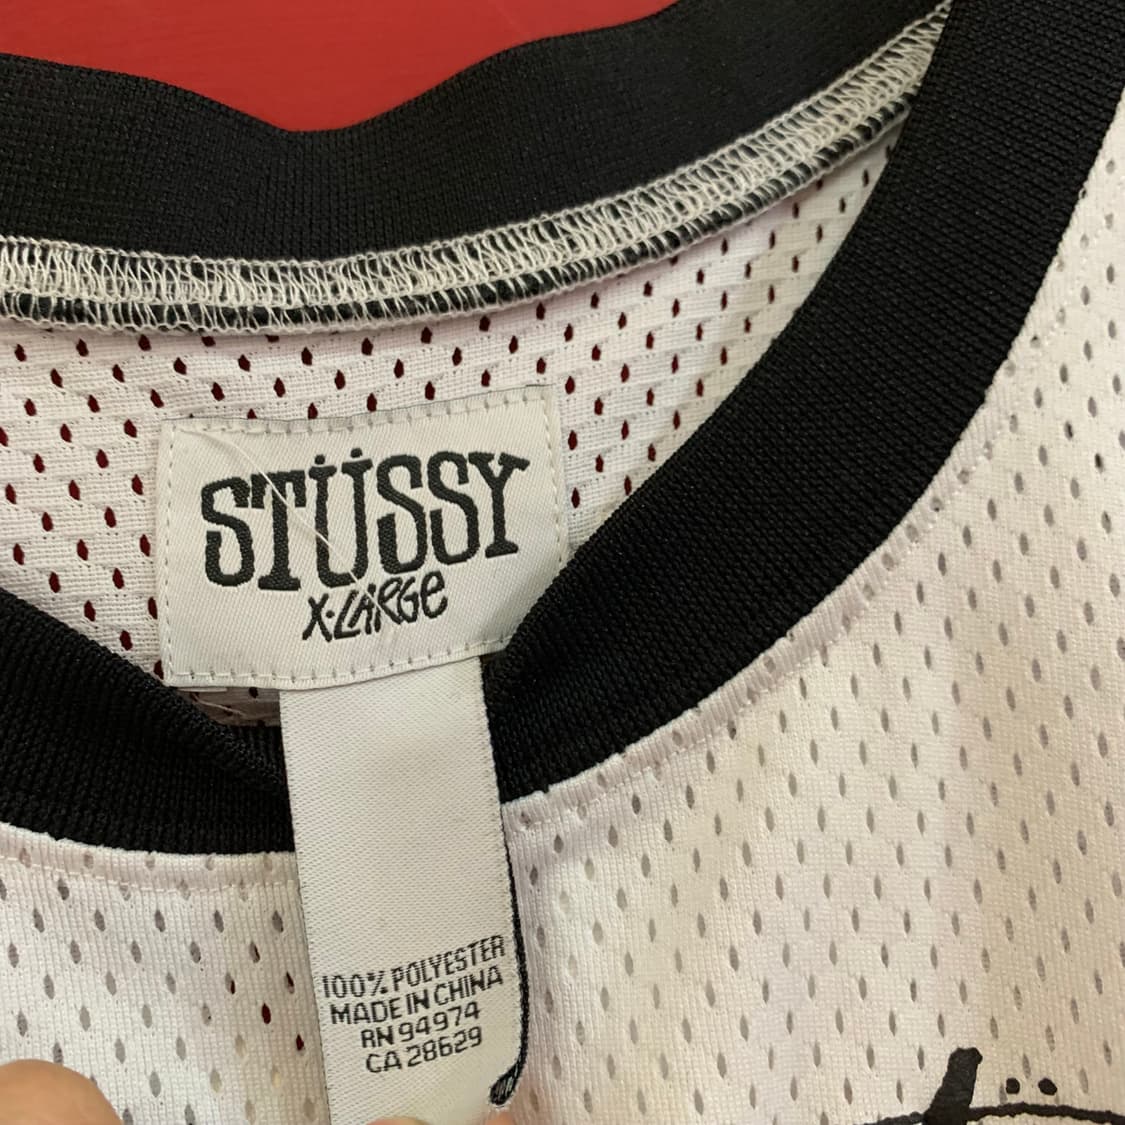 STÜSSY
X-LARGE
100% POLYESTER
MADE IN CHINA
RN 94974
CA 28629